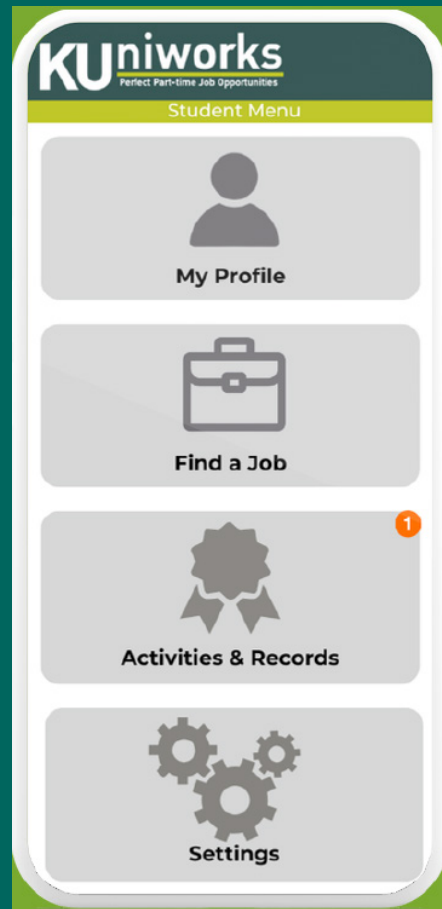 KUniworks
Perfect Part-time Job Opportunities
Student Menu
My Profile
Find a Job
1
Activities & Records
Settings